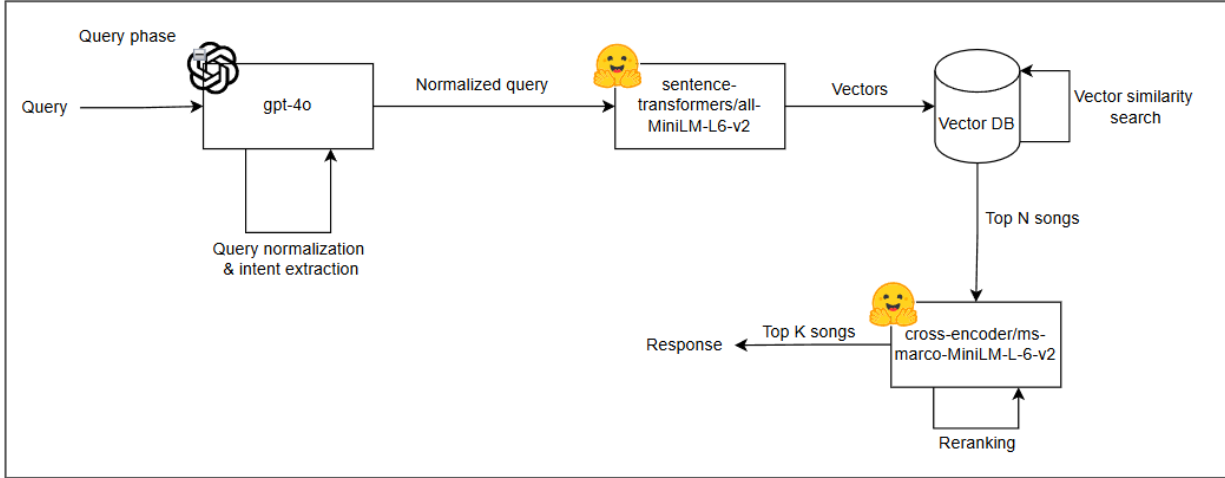 Query phase
Query
gpt-4o
Query normalization
& intent extraction
Normalized query
sentence-
transformers/all-
MiniLM-L6-v2
Vectors
Vector DB
Vector similarity
search
Top N songs
cross-encoder/ms-
marco-MiniLM-L-6-v2
Reranking
Top K songs
Response